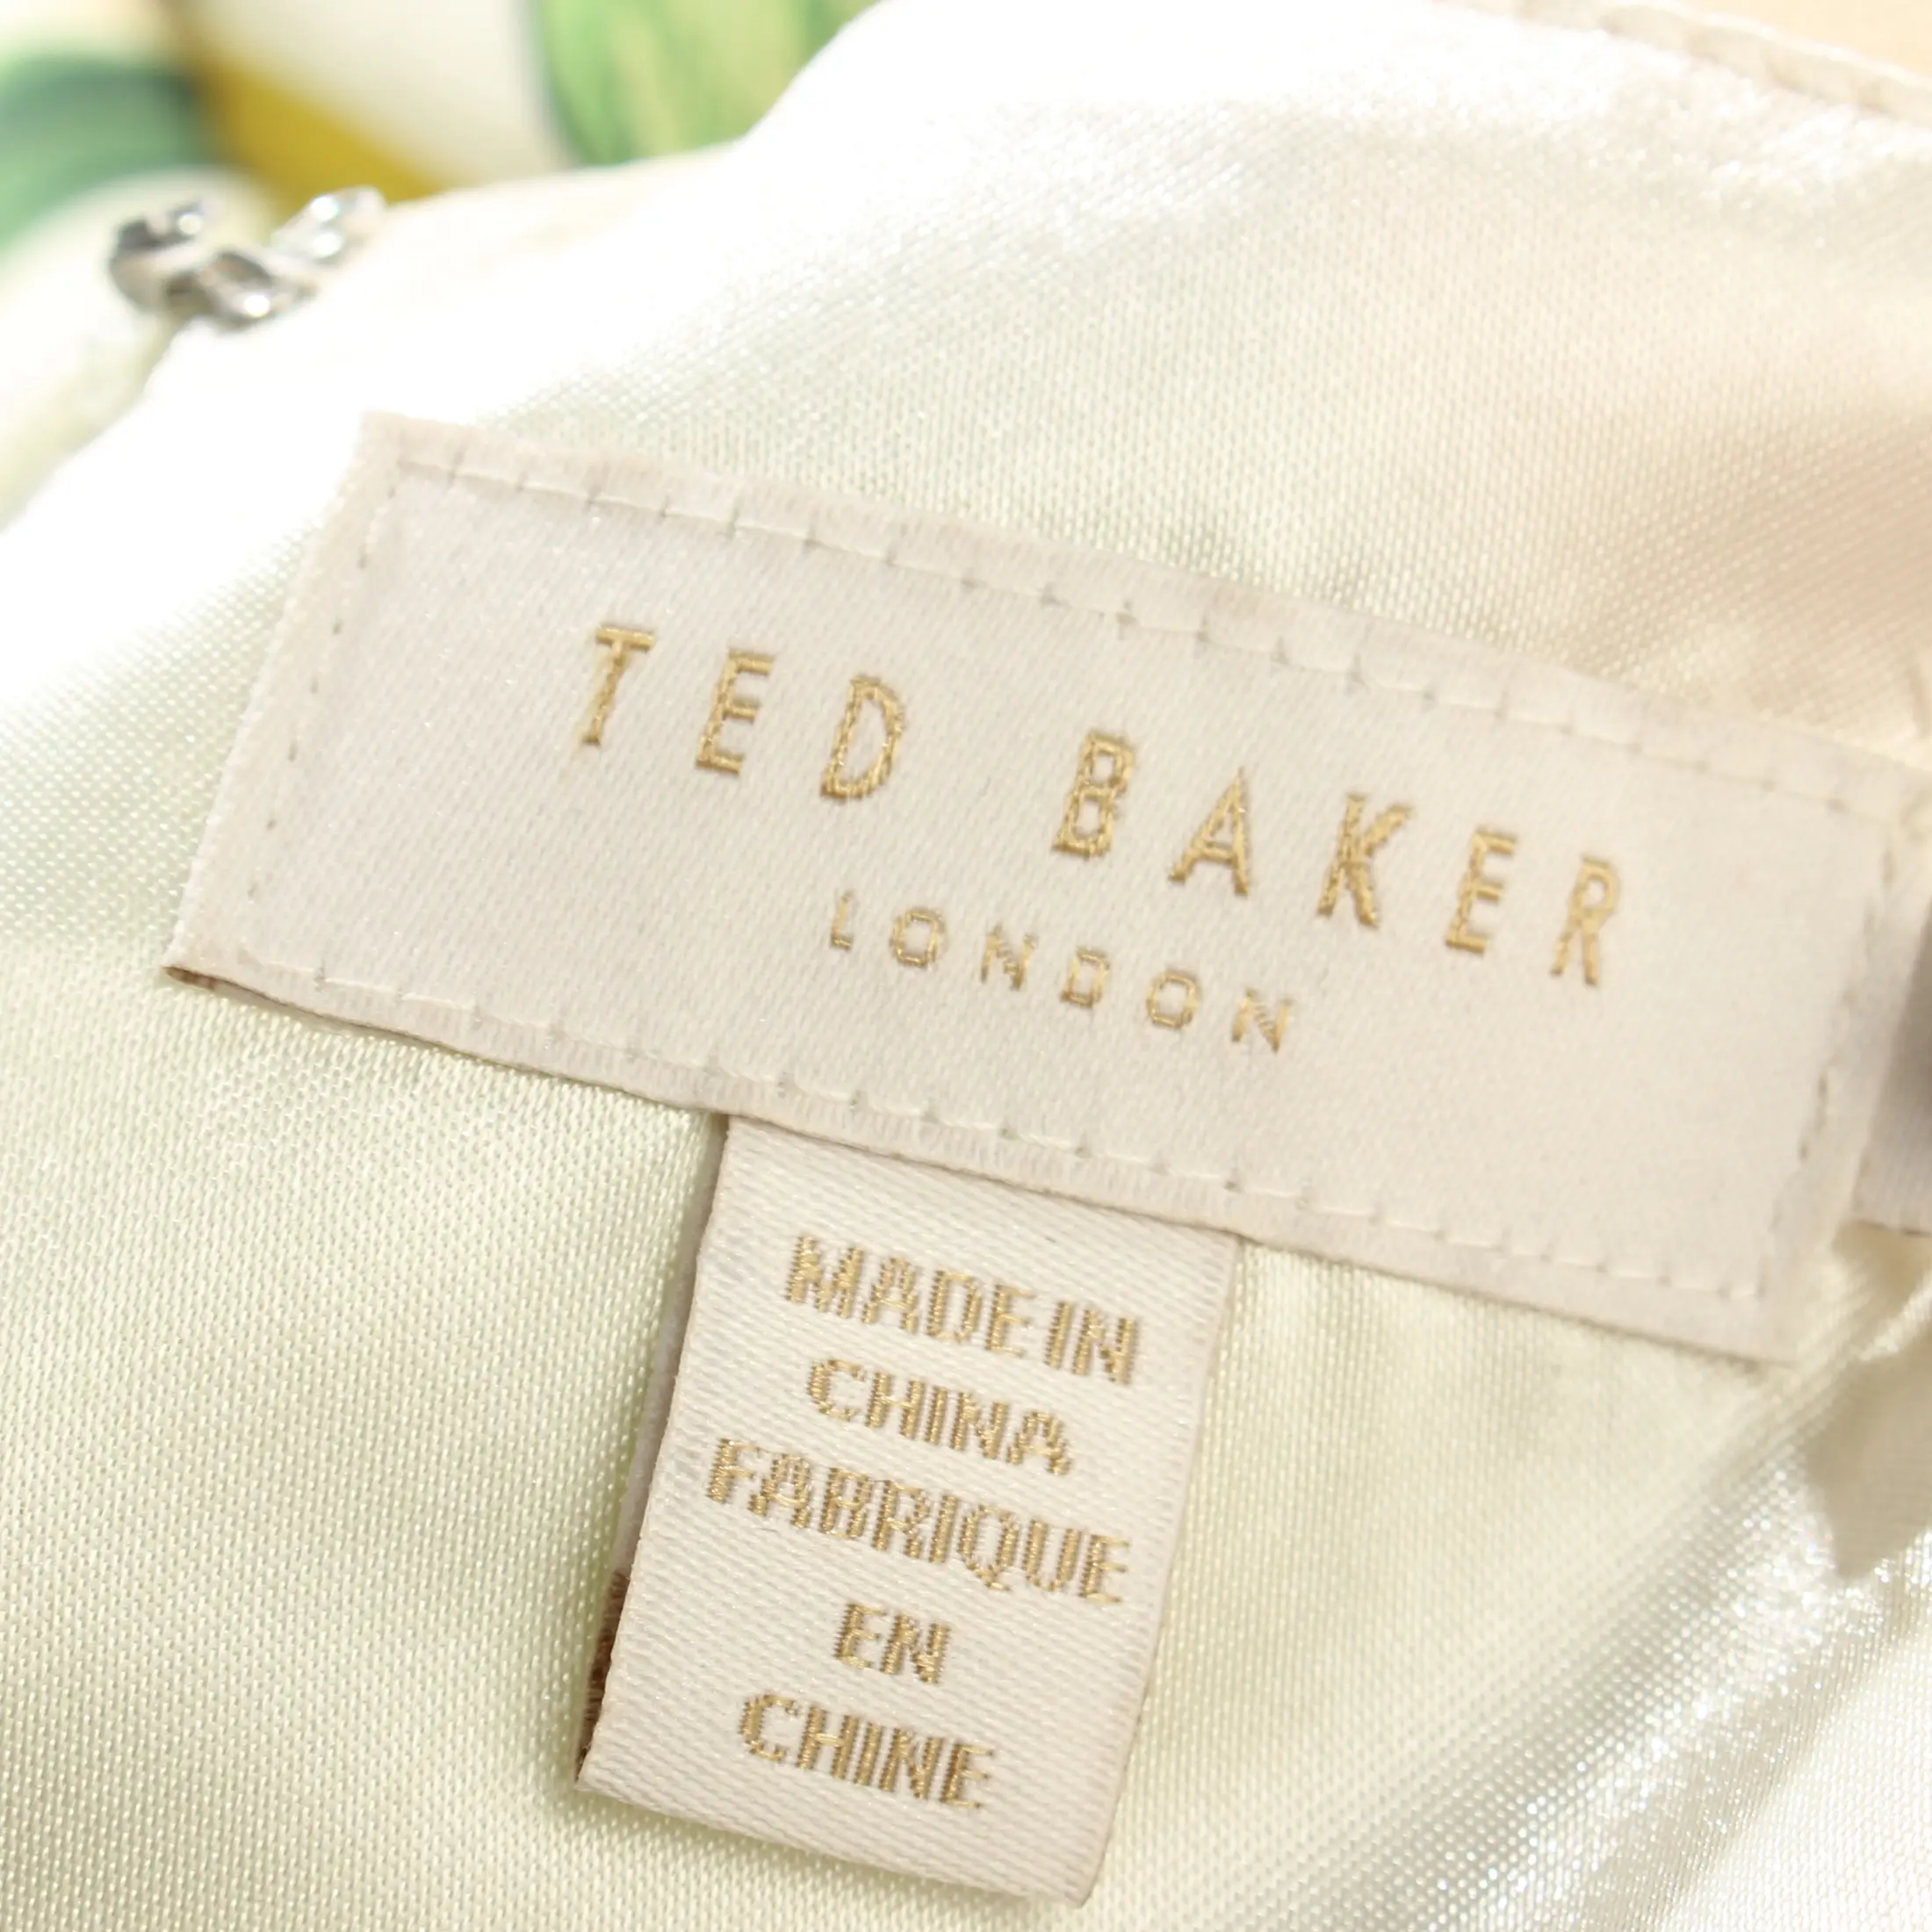 TED BAKER
LONDON
MADE IN
CHINA
FABRIQUE
EN
CHINE